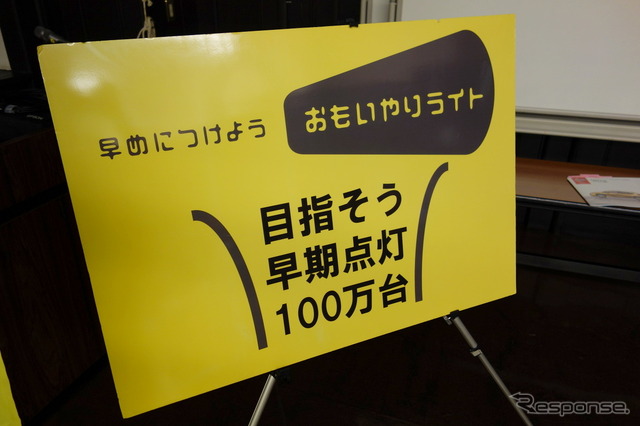 早めにつけよう おもいやりライト
目指そう
早期点灯
100万台
Response.